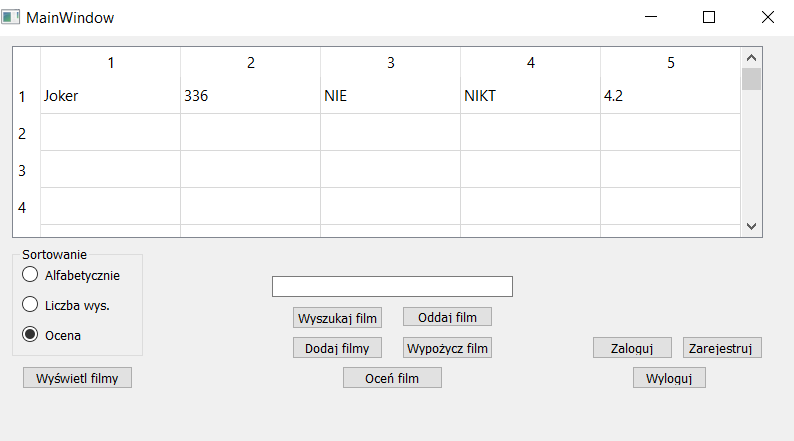 MainWindow
1 2 3 4 5
1 Joker 336 NIE NIKT 4.2
2
3
4
Sortowanie
Alfabetycznie
Liczba wys.
Ocena
Wyświetl filmy
Wyszukaj film Oddaj film
Dodaj filmy Wypożycz film
Oceń film
Zaloguj Zarejestruj
Wyloguj